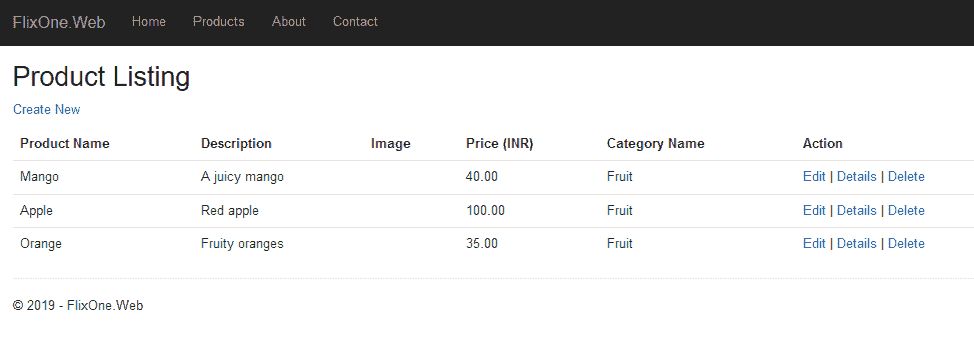 FlixOne.Web Home Products About Contact
Product Listing
Create New
Product Name Description Image Price (INR) Category Name Action
Mango A juicy mango 40.00 Fruit Edit | Details | Delete
Apple Red apple 100.00 Fruit Edit | Details | Delete
Orange Fruity oranges 35.00 Fruit Edit | Details | Delete
© 2019 - FlixOne.Web